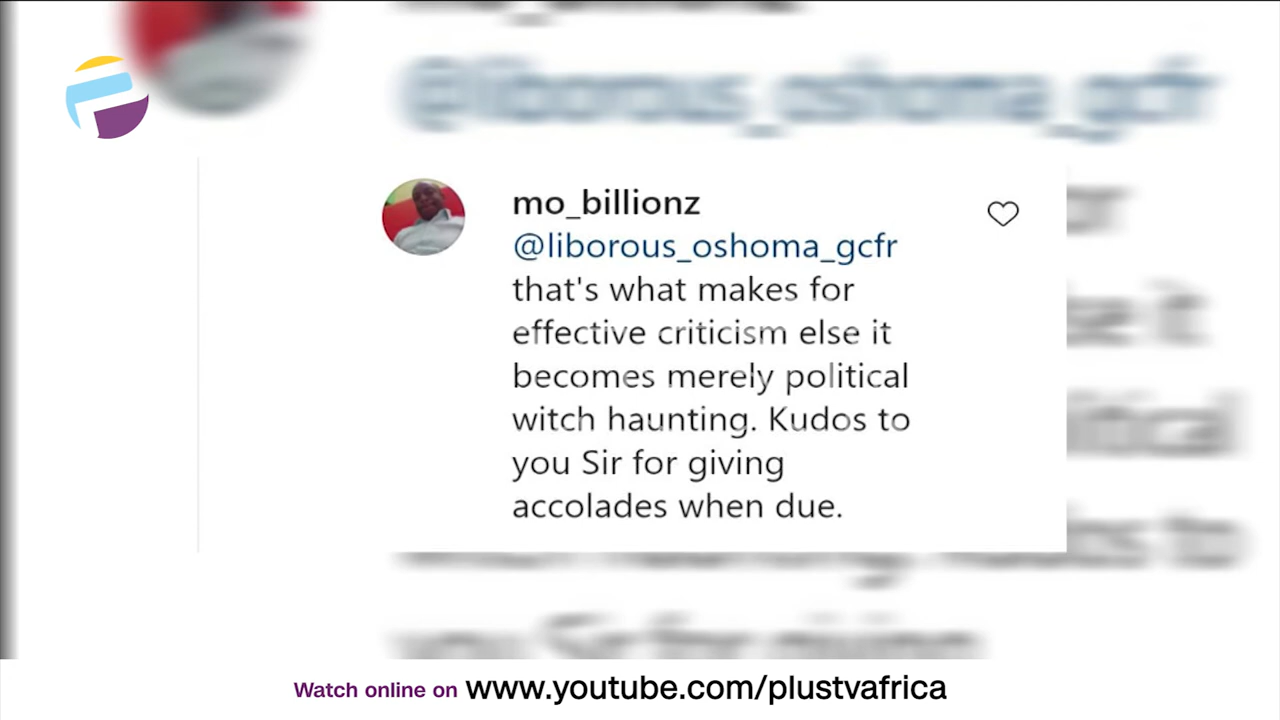 @liborous_oshoma_gcfr
mo_billionz
@liborous_oshoma_gcfr
that's what makes for
effective criticism else it
becomes merely political
witch haunting. Kudos to
you Sir for giving
accolades when due.
Watch online on www.youtube.com/plustvafrica